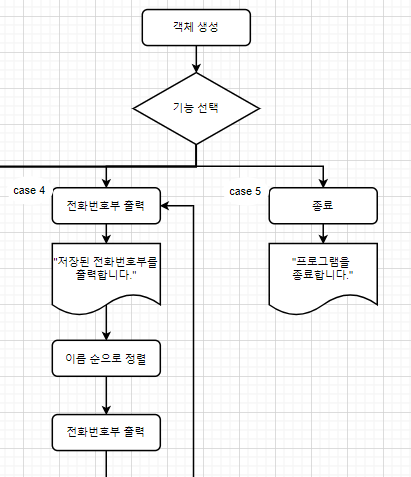 객체 생성
기능 선택
case 4
전화번호부 출력
case 5
종료
"저장된 전화번호부를
출력합니다."
"프로그램을
종료합니다."
이름 순으로 정렬
전화번호부 출력